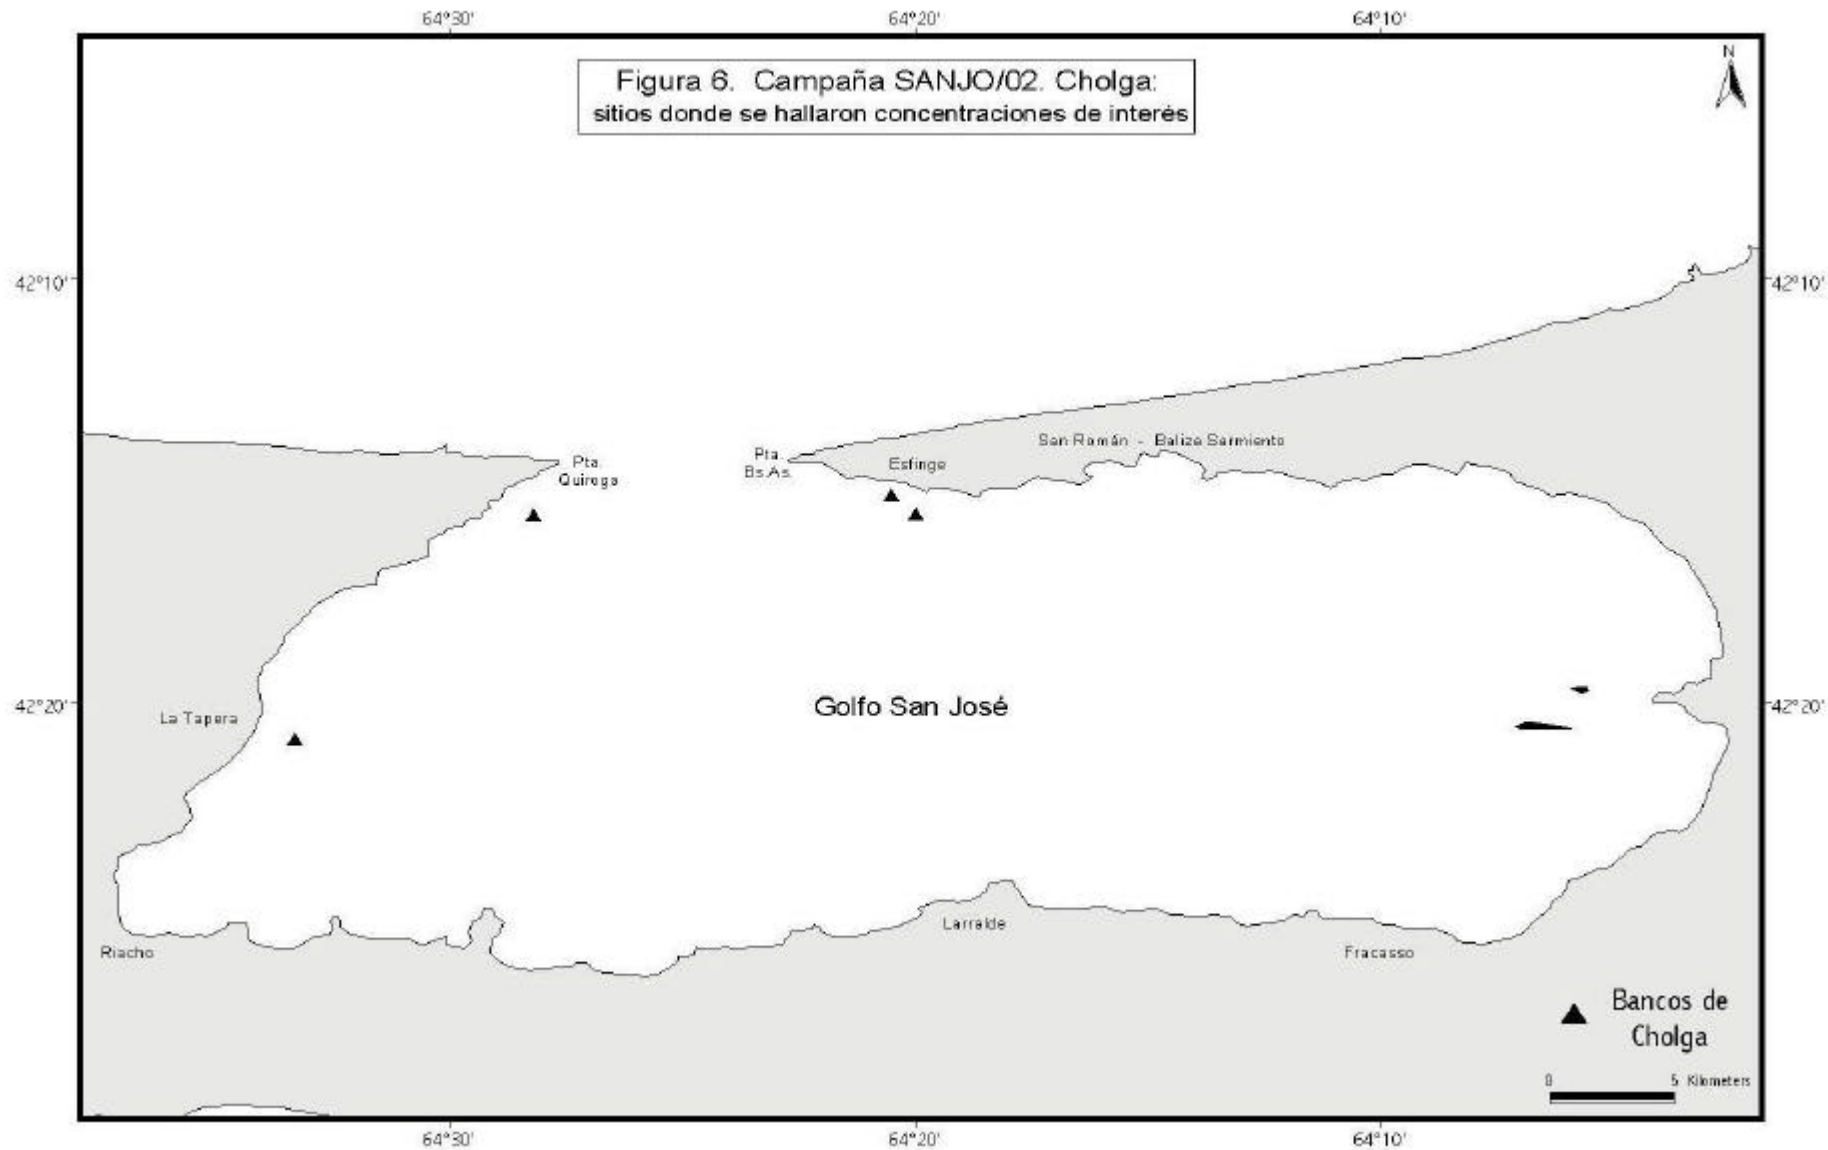 64°30'
64°20'
64°10'
N
Figura 6. Campaña SANJO/02. Cholga:
sitios donde se hallaron concentraciones de interés
42°10'
42°10'
San Román - Baliza Sarmiento
Pta.
Quiroga
Pta.
Bs.As.
Esfinge
42°20'
La Tapera
Golfo San José
42°20'
Riacho
Larralde
Fracasso
Bancos de
Cholga
0 5 Kilometers
64°30'
64°20'
64°10'